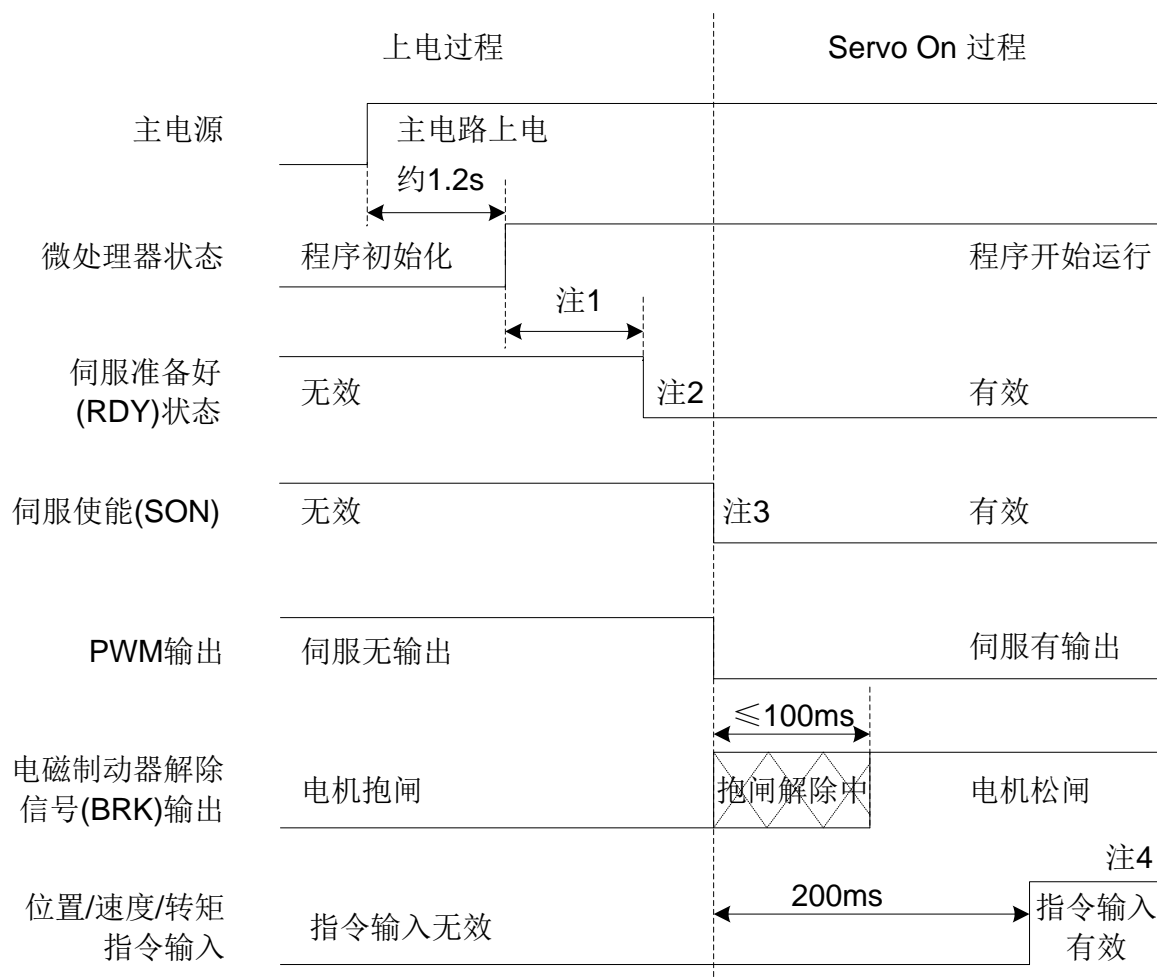 上电过程
Servo On 过程
主电源
主电路上电
约1.2s
微处理器状态
程序初始化
程序开始运行
注1
伺服准备好
(RDY)状态
无效
注2
有效
伺服使能(SON)
无效
注3
有效
PWM输出
伺服无输出
伺服有输出
≤100ms
电磁制动器解除
信号(BRK)输出
电机抱闸
抱闸解除中
电机松闸
注4
位置/速度/转矩
指令输入
指令输入无效
200ms
指令输入
有效